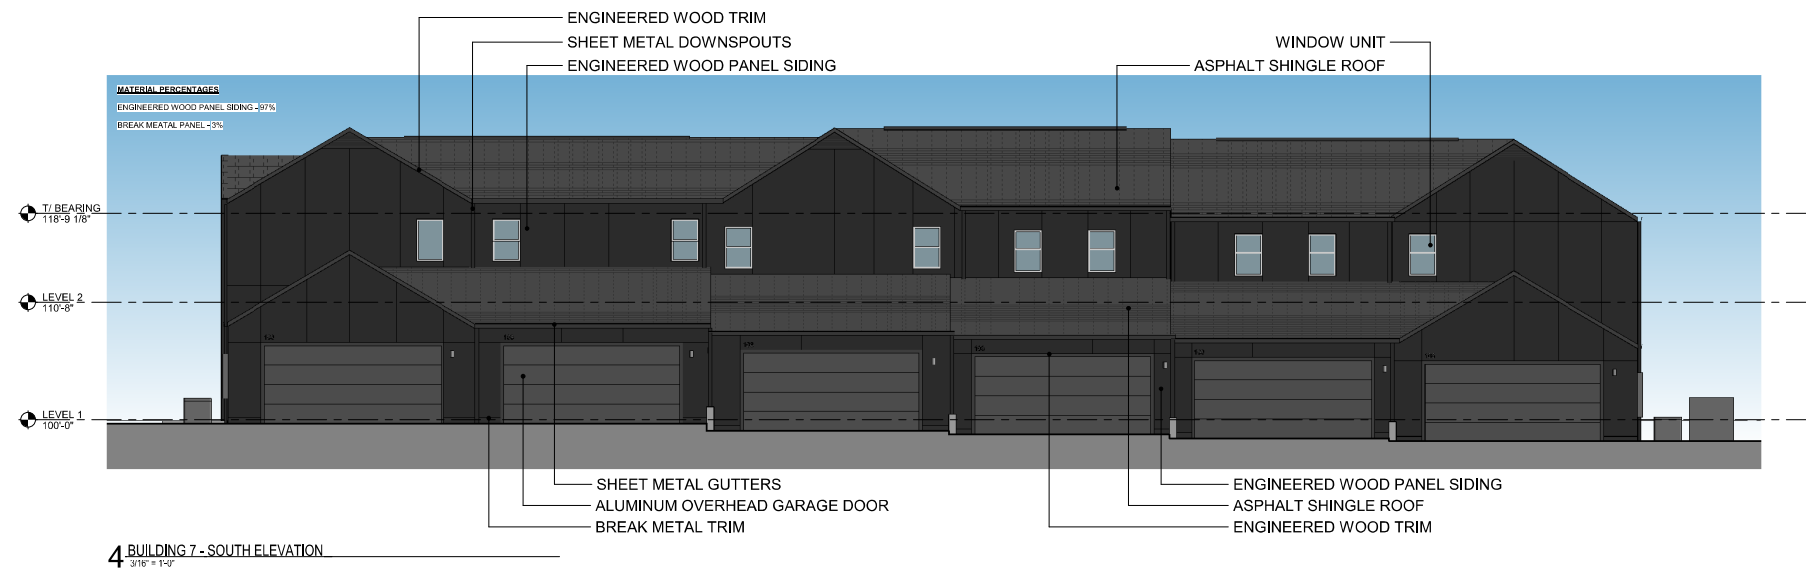 ENGINEERED WOOD TRIM
SHEET METAL DOWNSPOUTS
ENGINEERED WOOD PANEL SIDING
WINDOW UNIT
ASPHALT SHINGLE ROOF
MATERIAL PERCENTAGES
ENGINEERED WOOD PANEL SIDING - 97%
BREAK MEATAL PANEL - 3%
T/ BEARING
118'-9 1/8"
LEVEL 2
110'-8"
LEVEL 1
100'-0"
SHEET METAL GUTTERS
ALUMINUM OVERHEAD GARAGE DOOR
BREAK METAL TRIM
ENGINEERED WOOD PANEL SIDING
ASPHALT SHINGLE ROOF
ENGINEERED WOOD TRIM
4 BUILDING 7 - SOUTH ELEVATION
3/16" = 1'-0"